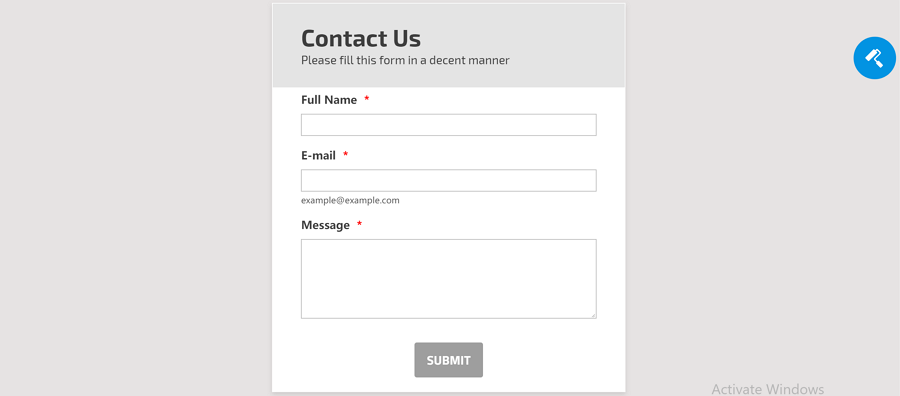 Contact Us
Please fill this form in a decent manner
Full Name *
E-mail *
example@example.com
Message *
SUBMIT
Activate Windows